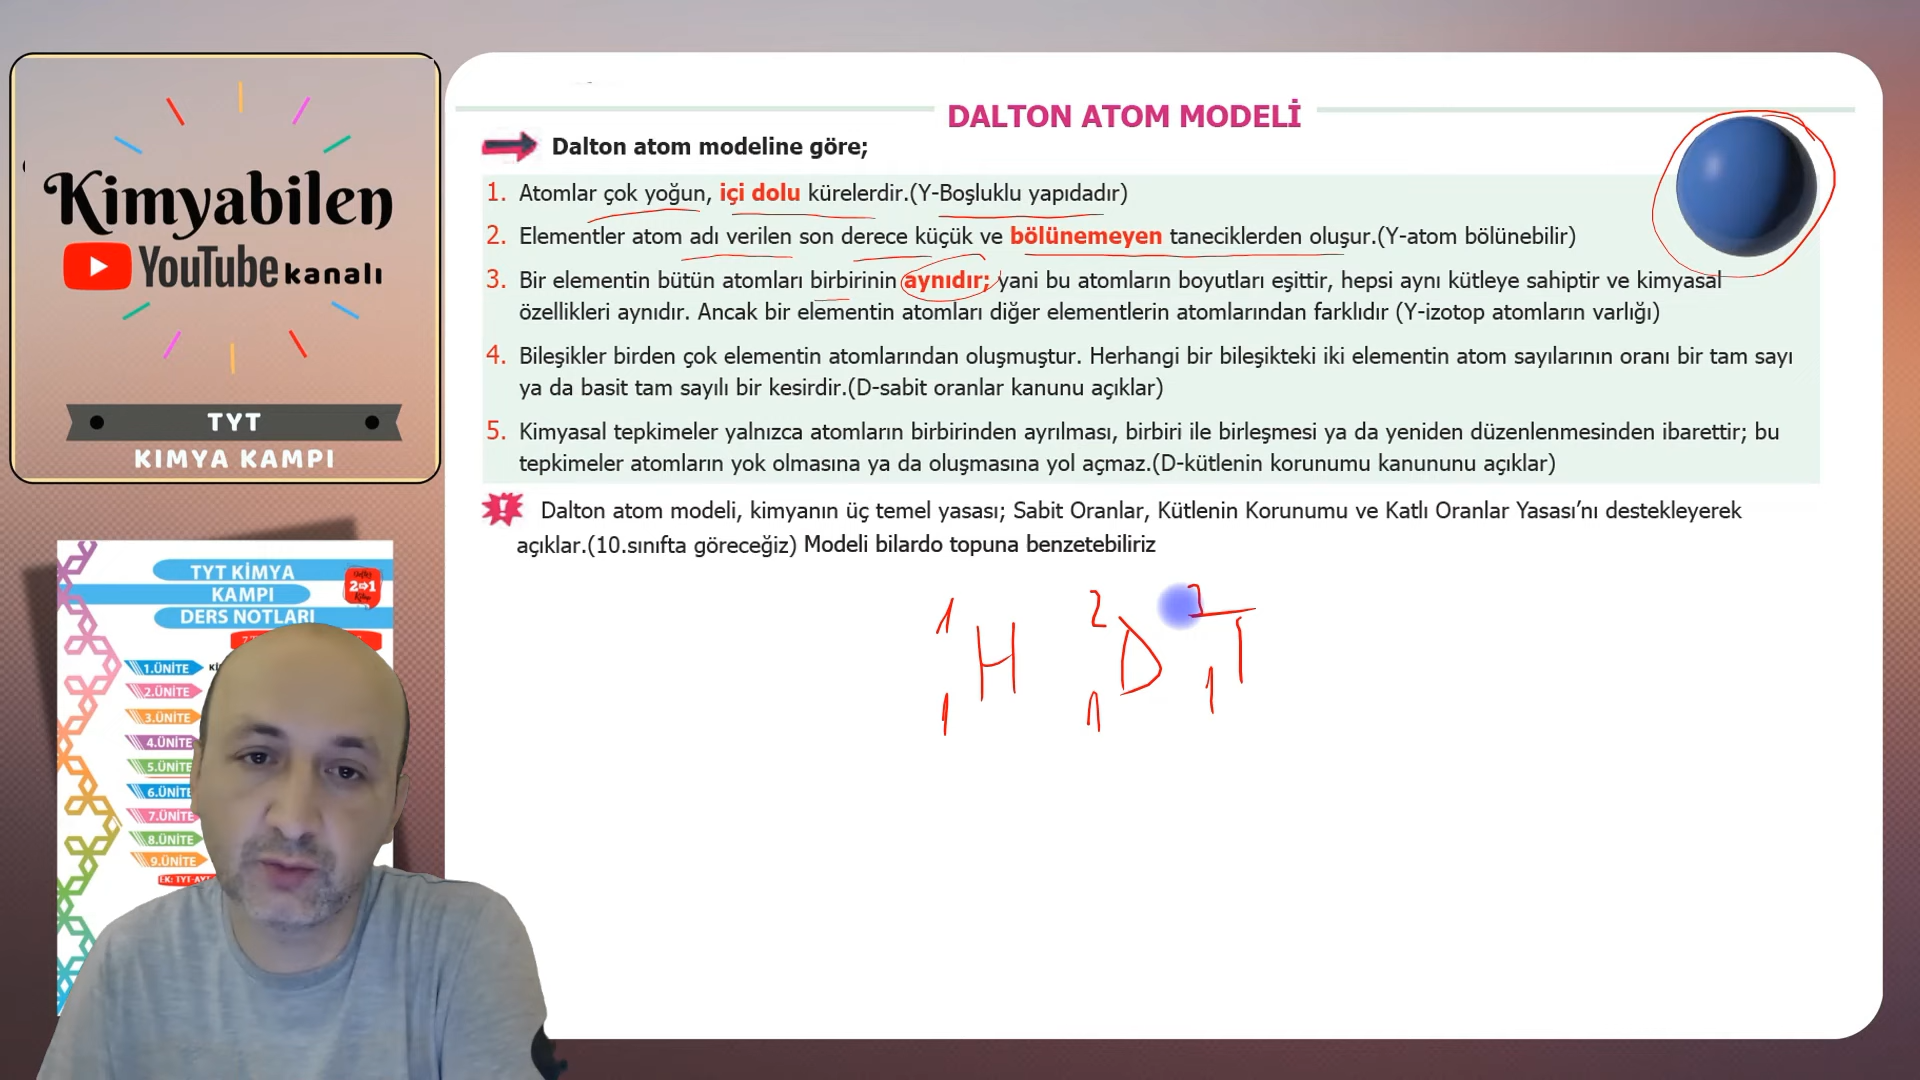 Kimyabilen
YouTube kanalı
TYT
KIMYA KAMPI
TYT KİMYA
KAMPI
DERS NOTLARI
2⇨1
1.ÜNİTE
2.ÜNİTE
3.ÜNİTE
4.ÜNİTE
5.ÜNİTE
6.ÜNİTE
7.ÜNİTE
8.ÜNİTE
9.ÜNİTE
DALTON ATOM MODELİ
Dalton atom modeline göre;
1. Atomlar çok yoğun, içi dolu kürelerdir.(Y-Boşluklu yapıdadır)
2. Elementler atom adı verilen son derece küçük ve bölünemeyen taneciklerden oluşur.(Y-atom bölünebilir)
3. Bir elementin bütün atomları birbirinin aynıdır; yani bu atomların boyutları eşittir, hepsi aynı kütleye sahiptir ve kimyasal
özellikleri aynıdır. Ancak bir elementin atomları diğer elementlerin atomlarından farklıdır (Y-izotop atomların varlığı)
4. Bileşikler birden çok elementin atomlarından oluşmuştur. Herhangi bir bileşikteki iki elementin atom sayılarının oranı bir tam sayı
ya da basit tam sayılı bir kesirdir.(D-sabit oranlar kanunu açıklar)
5. Kimyasal tepkimeler yalnızca atomların birbirinden ayrılması, birbiri ile birleşmesi ya da yeniden düzenlenmesinden ibarettir; bu
tepkimeler atomların yok olmasına ya da oluşmasına yol açmaz.(D-kütlenin korunumu kanununu açıklar)
! Dalton atom modeli, kimyanın üç temel yasası; Sabit Oranlar, Kütlenin Korunumu ve Katlı Oranlar Yasası’nı destekleyerek
açıklar.(10.sınıfta göreceğiz) Modeli bilardo topuna benzetebiliriz
1 2
H D T
1 1 1